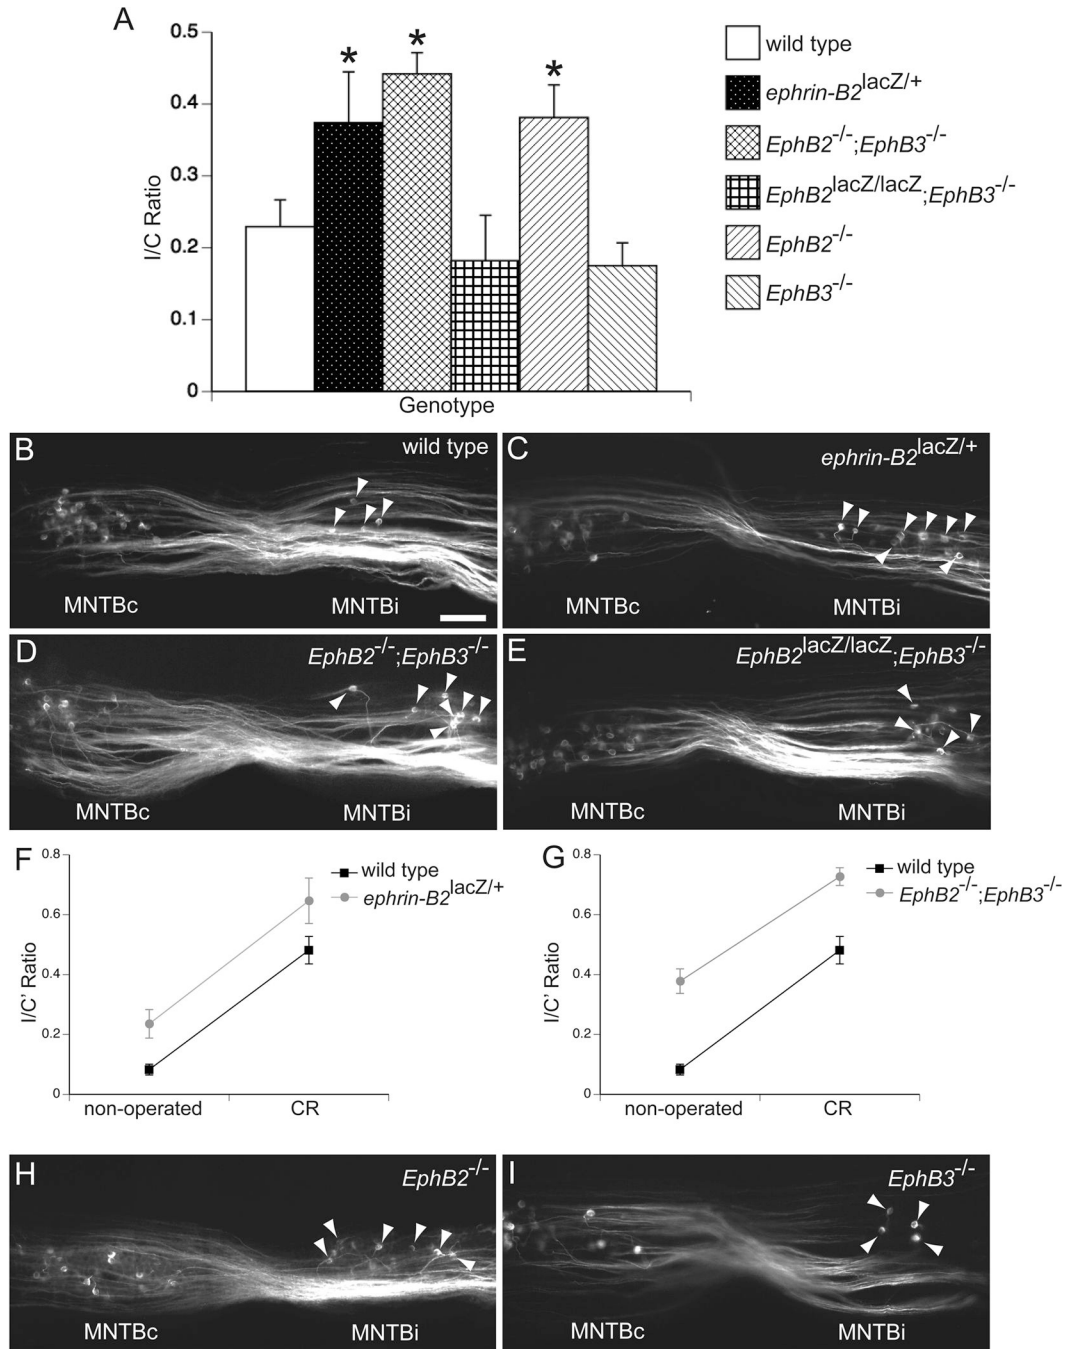 A
0.5
0.4
0.3
0.2
0.1
0
I/C Ratio
Genotype
* * *
wild type
ephrin-B2lacZ/+
EphB2-/-;EphB3-/-
EphB2lacZ/lacZ;EphB3-/-
EphB2-/-
EphB3-/-
B wild type
MNTBc MNTBi
C ephrin-B2lacZ/+
MNTBc MNTBi
D EphB2-/-;EphB3-/-
MNTBc MNTBi
E EphB2lacZ/lacZ;EphB3-/-
MNTBc MNTBi
F
0.8
0.6
0.4
0.2
0
I/C' Ratio
wild type
ephrin-B2lacZ/+
non-operated CR
G
0.8
0.6
0.4
0.2
0
I/C' Ratio
wild type
EphB2-/-;EphB3-/-
non-operated CR
H EphB2-/-
MNTBc MNTBi
I EphB3-/-
MNTBc MNTBi